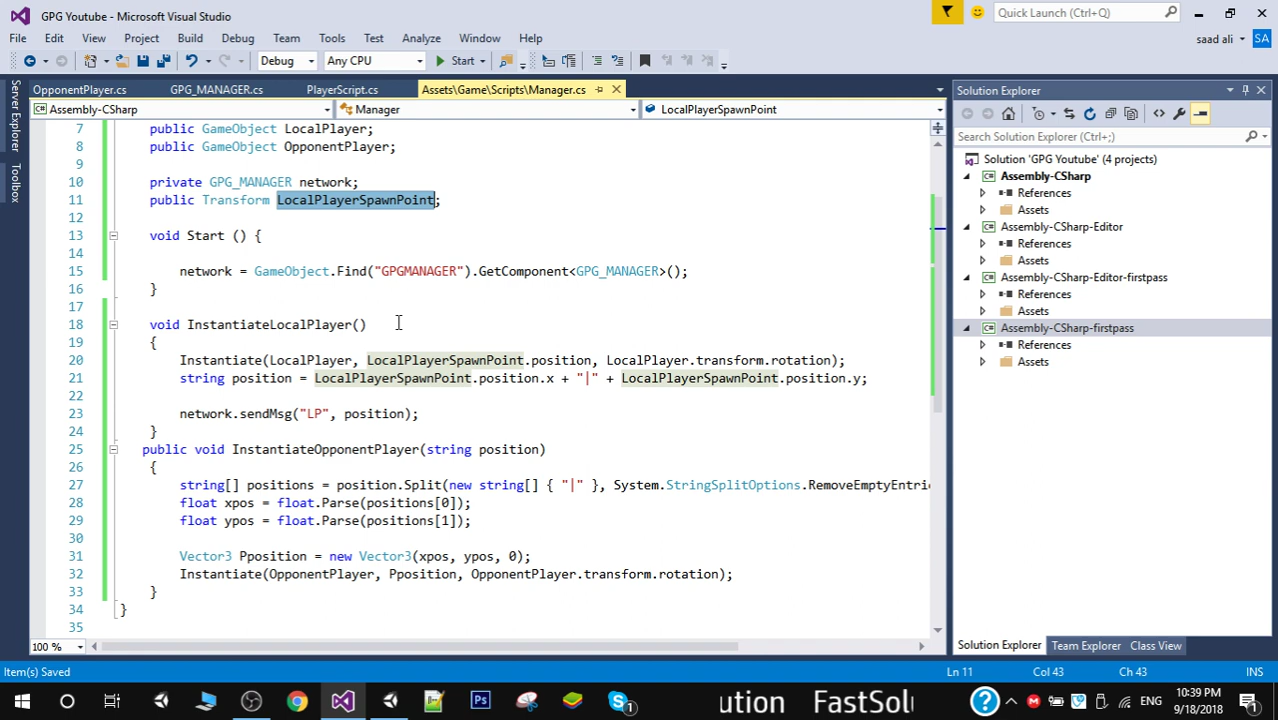 GPG Youtube - Microsoft Visual Studio
Quick Launch (Ctrl+Q)
File Edit View Project Build Debug Team Tools Test Analyze Window Help
saad ali SA
Debug Any CPU Start
OpponentPlayer.cs GPG_MANAGER.cs PlayerScript.cs Assets\Game\Scripts\Manager.cs
Assembly-CSharp Manager LocalPlayerSpawnPoint
Server Explorer
Toolbox
7 public GameObject LocalPlayer;
8 public GameObject OpponentPlayer;
9
10 private GPG_MANAGER network;
11 public Transform LocalPlayerSpawnPoint;
12
13 void Start () {
14
15 network = GameObject.Find("GPGMANAGER").GetComponent<GPG_MANAGER>();
16 }
17
18 void InstantiateLocalPlayer()
19 {
20 Instantiate(LocalPlayer, LocalPlayerSpawnPoint.position, LocalPlayer.transform.rotation);
21 string position = LocalPlayerSpawnPoint.position.x + "|" + LocalPlayerSpawnPoint.position.y;
22
23 network.sendMsg("LP", position);
24 }
25 public void InstantiateOpponentPlayer(string position)
26 {
27 string[] positions = position.Split(new string[] { "|" }, System.StringSplitOptions.RemoveEmptyEntrie
28 float xpos = float.Parse(positions[0]);
29 float ypos = float.Parse(positions[1]);
30
31 Vector3 Pposition = new Vector3(xpos, ypos, 0);
32 Instantiate(OpponentPlayer, Pposition, OpponentPlayer.transform.rotation);
33 }
34 }
35
100 %
Solution Explorer
Search Solution Explorer (Ctrl+;)
Solution 'GPG Youtube' (4 projects)
Assembly-CSharp
References
Assets
Assembly-CSharp-Editor
References
Assets
Assembly-CSharp-Editor-firstpass
References
Assets
Assembly-CSharp-firstpass
References
Assets
Solution Explorer Team Explorer Class View
Item(s) Saved Ln 11 Col 43 Ch 43 INS
ution FastSolu
ENG 10:39 PM
9/18/2018